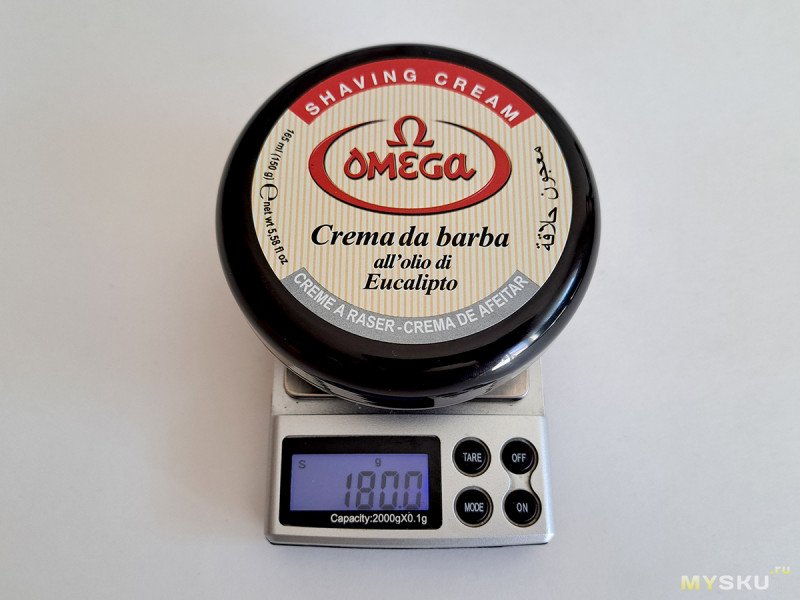 SHAVING CREAM
Ω
OMEGA
Crema da barba
all'olio di
Eucalipto
CREME A RASER - CREMA DE AFEITAR
165 ml (150 g) ℮ net wt 5,58 fl oz
معجون حلاقة
S g
180.0
Capacity:2000gX0.1g
TARE
OFF
MODE
ON
MYSKU.ru